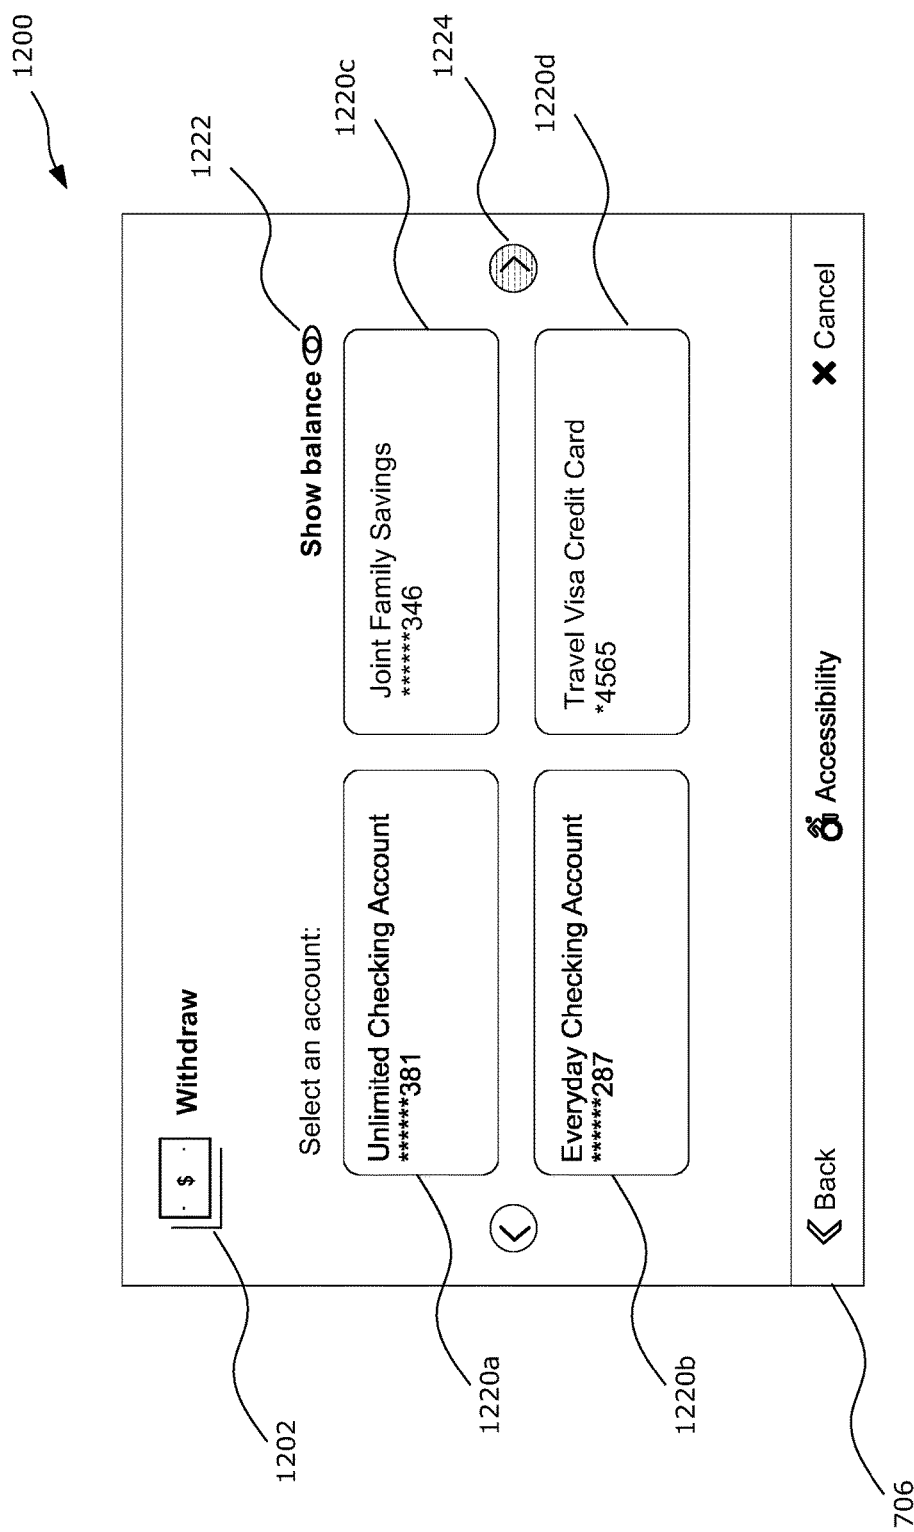 1200
1202
$ Withdraw
1222
Select an account:
Show balance
1220a
Unlimited Checking Account
******381
1220c
Joint Family Savings
******346
1224
1220b
Everyday Checking Account
******287
1220d
Travel Visa Credit Card
*4565
706
Back
Accessibility
Cancel